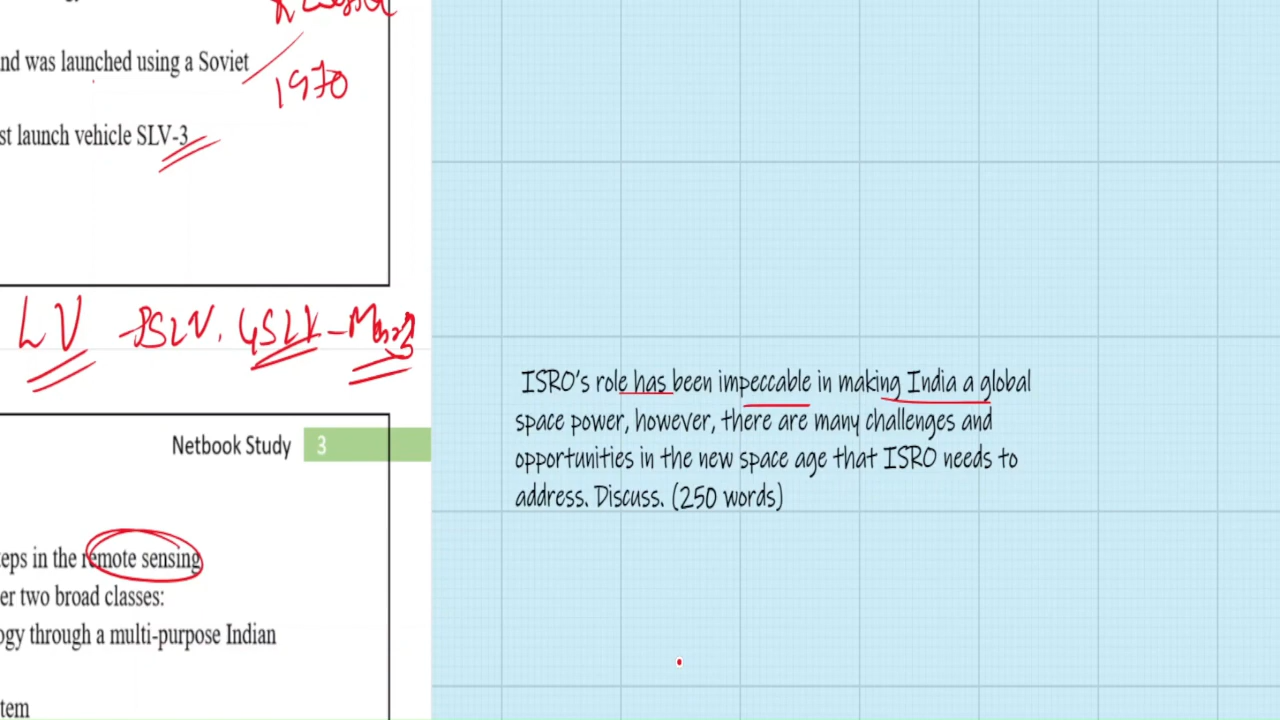 nd was launched using a Soviet
1970
st launch vehicle SLV-3
LV PSLV. GSLV-
Netbook Study 3
teps in the remote sensing
er two broad classes:
ogy through a multi-purpose Indian
tem
ISRO's role has been impeccable in making India a global
space power, however, there are many challenges and
opportunities in the new space age that ISRO needs to
address. Discuss. (250 words)